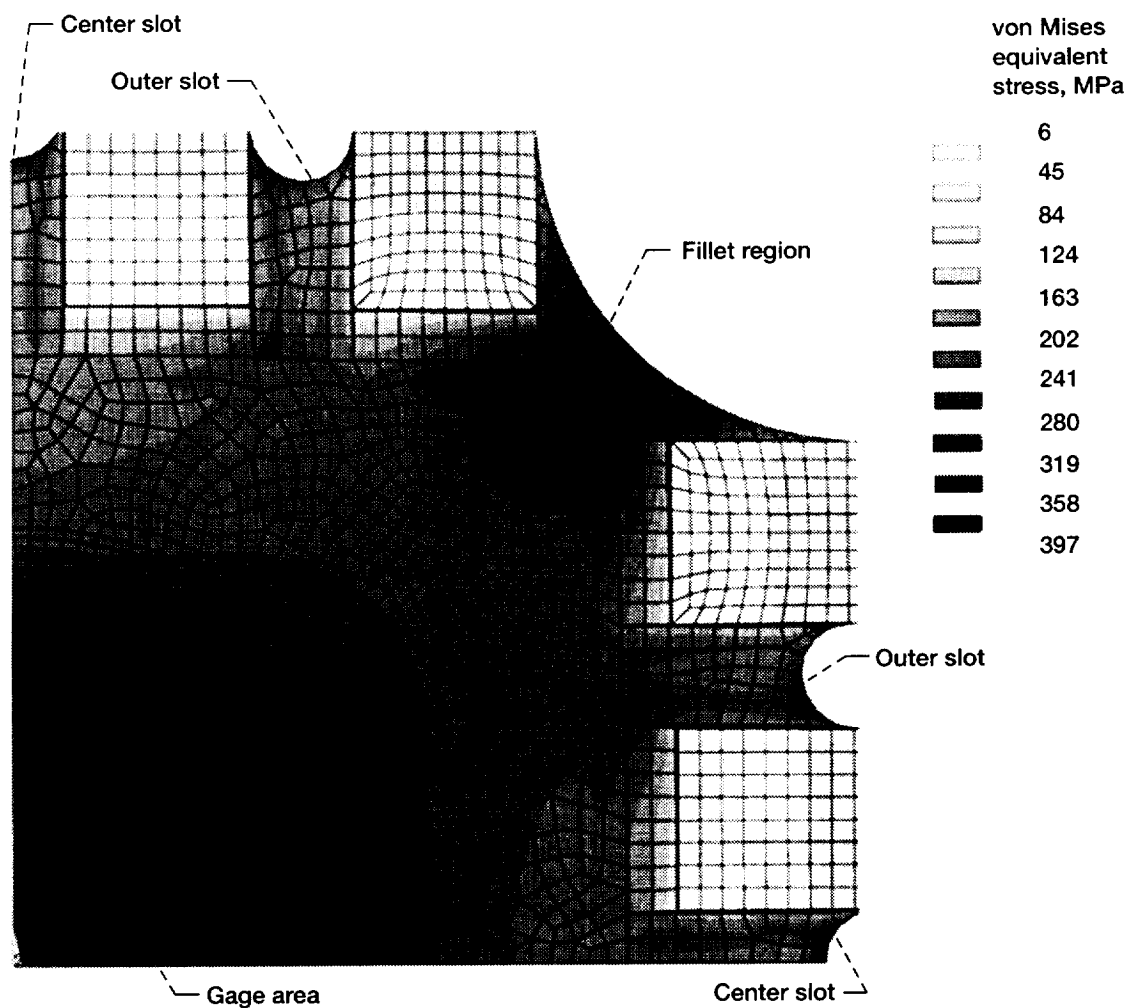 Center slot
Outer slot
von Mises
equivalent
stress, MPa
6
45
84
124
163
202
241
280
319
358
397
Fillet region
Outer slot
Gage area
Center slot